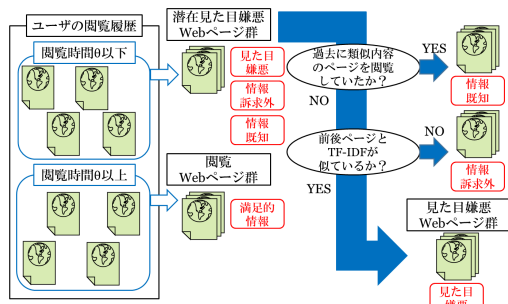 ユーザの閲覧履歴
閲覧時間θ以下
閲覧時間θ以上
潜在見た目嫌悪
Webページ群
見た目
嫌悪
情報
訴求外
情報
既知
閲覧
Webページ群
満足的
情報
過去に類似内容
のページを閲覧
していたか？
YES
NO
情報
既知
前後ページと
TF-IDFが
似ているか？
NO
YES
情報
訴求外
見た目嫌悪
Webページ群
見た目
嫌悪